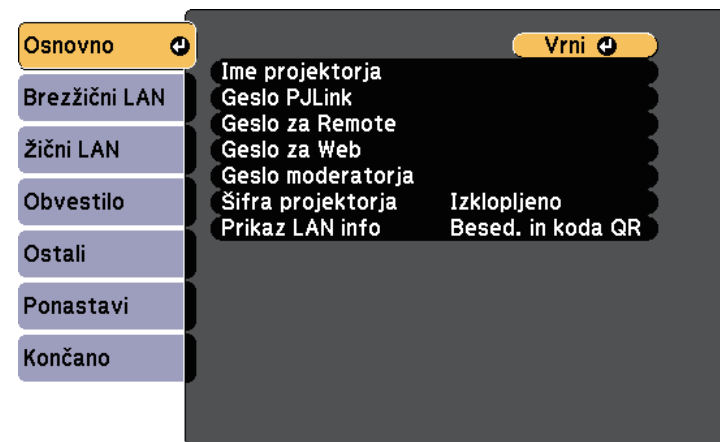 Osnovno
Brezžični LAN
Žični LAN
Obvestilo
Ostali
Ponastavi
Končano
Vrni
Ime projektorja
Geslo PJLink
Geslo za Remote
Geslo za Web
Geslo moderatorja
Šifra projektorja Izklopljeno
Prikaz LAN info Besed. in koda QR